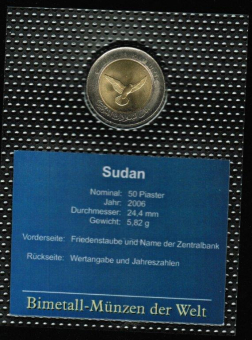 Sudan
Nominal: 50 Piaster
Jahr: 2006
Durchmesser: 24,4 mm
Gewicht: 5,82 g
Vorderseite: Friedenstaube und Name der Zentralbank
Rückseite: Wertangabe und Jahreszahlen
Bimetall-Münzen der Welt